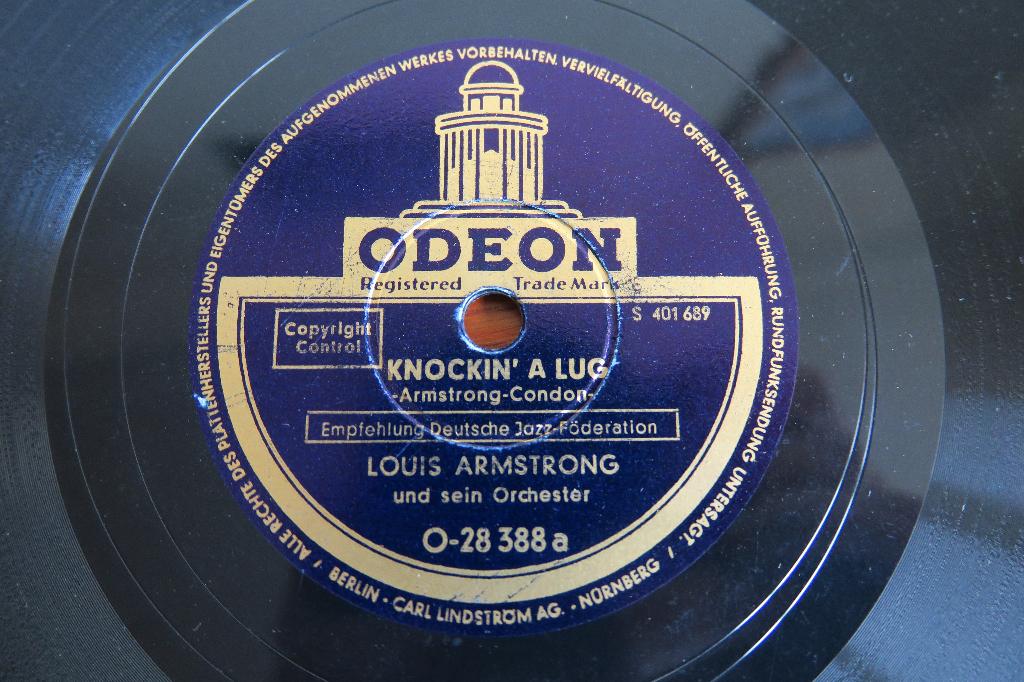 ALLE RECHTE DES PLATTENHERSTELLERS UND EIGENTÜMERS DES AUFGENOMMENEN WERKES VORBEHALTEN. VERVIELFÄLTIGUNG, ÖFFENTLICHE AUFFÜHRUNG, RUNDFUNKSENDUNG UNTERSAGT. /
ODEON
Registered Trade Mark
S 401 689
Copyright
Control
KNOCKIN' A LUG
-Armstrong-Condon-
Empfehlung Deutsche Jazz-Föderation
LOUIS ARMSTRONG
und sein Orchester
O-28 388 a
/ BERLIN · CARL LINDSTRÖM AG. · NÜRNBERG